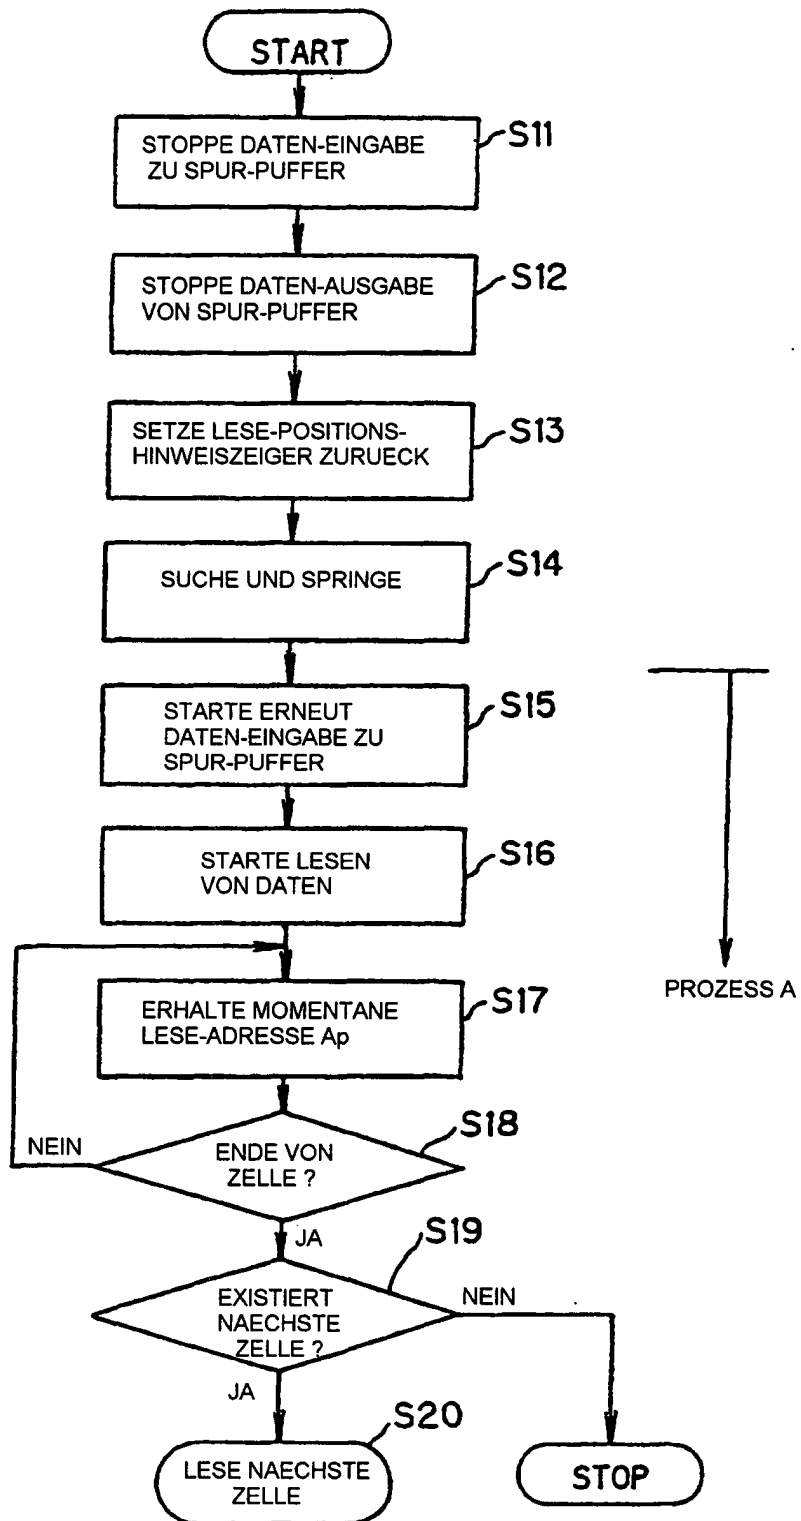 START
STOPPE DATEN-EINGABE
ZU SPUR-PUFFER
S11
STOPPE DATEN-AUSGABE
VON SPUR-PUFFER
S12
SETZE LESE-POSITIONS-
HINWEISZEIGER ZURUECK
S13
SUCHE UND SPRINGE
S14
STARTE ERNEUT
DATEN-EINGABE ZU
SPUR-PUFFER
S15
STARTE LESEN
VON DATEN
S16
ERHALTE MOMENTANE
LESE-ADRESSE Ap
S17
PROZESS A
ENDE VON
ZELLE ?
S18
NEIN
JA
EXISTIERT
NAECHSTE
ZELLE ?
S19
NEIN
JA
LESE NAECHSTE
ZELLE
S20
STOP